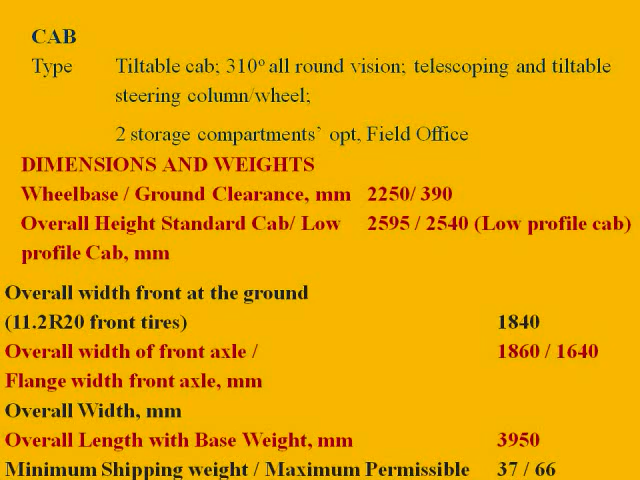 CAB
Type Tiltable cab; 310° all round vision; telescoping and tiltable
steering column/wheel;
2 storage compartments’ opt, Field Office
DIMENSIONS AND WEIGHTS
Wheelbase / Ground Clearance, mm 2250/ 390
Overall Height Standard Cab/ Low 2595 / 2540 (Low profile cab)
profile Cab, mm
Overall width front at the ground
(11.2R20 front tires) 1840
Overall width of front axle / 1860 / 1640
Flange width front axle, mm
Overall Width, mm
Overall Length with Base Weight, mm 3950
Minimum Shipping weight / Maximum Permissible 37 / 66